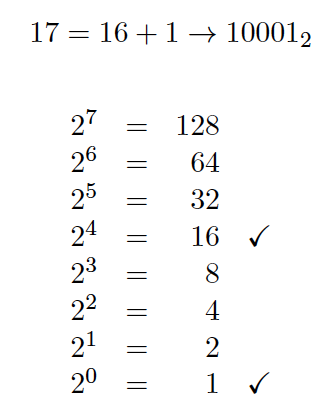 17 = 16 + 1 → 10001₂
2⁷ = 128
2⁶ = 64
2⁵ = 32
2⁴ = 16 ✓
2³ = 8
2² = 4
2¹ = 2
2⁰ = 1 ✓